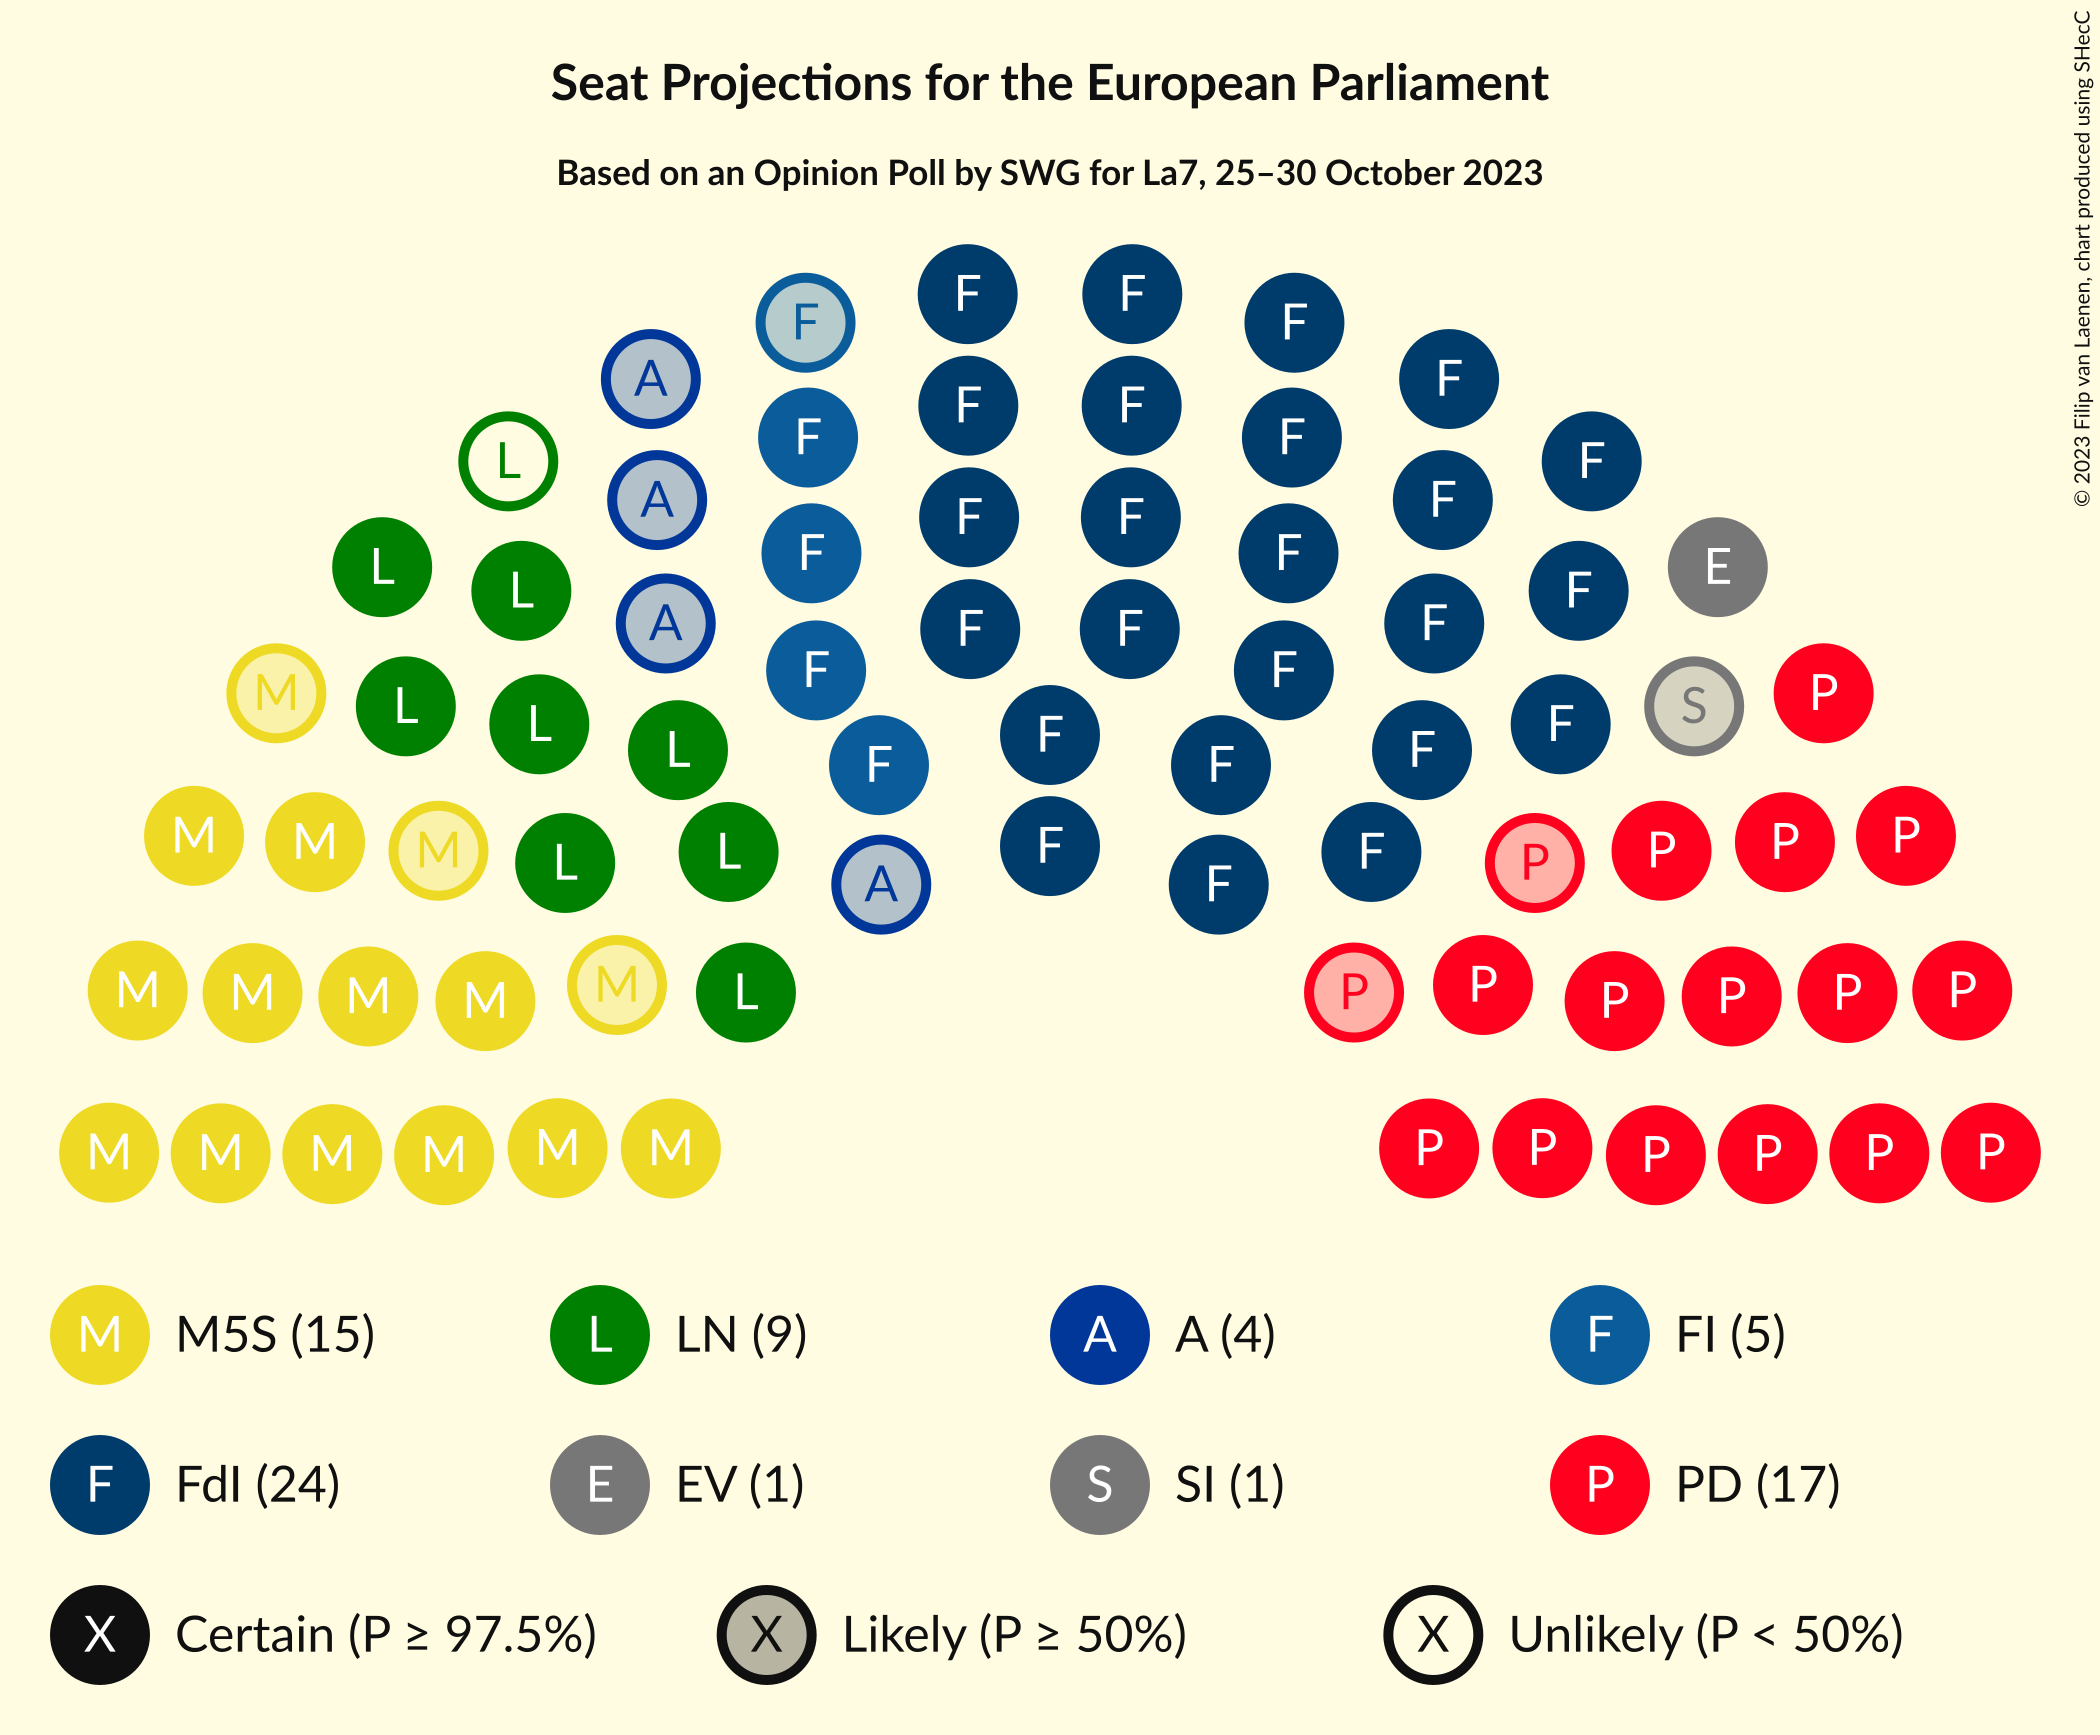 Seat Projections for the European Parliament
Based on an Opinion Poll by SWG for La7, 25–30 October 2023
© 2023 Filip van Laenen, chart produced using SHecC
F F
F F
A F
F F
L F F L F
F F
A F
F F
L E
F F
A F
L F
F F
M F F P
L S
L F
L F
F
F F
M P
M P
M L P P
L F
A F
F
M L P P
M M P P
M L P P
M M M M M M P P P P P P
M M5S (15) L LN (9) A A (4) F FI (5)
F FdI (24) E EV (1) S SI (1) P PD (17)
X Certain (P ≥ 97.5%) X Likely (P ≥ 50%) X Unlikely (P < 50%)